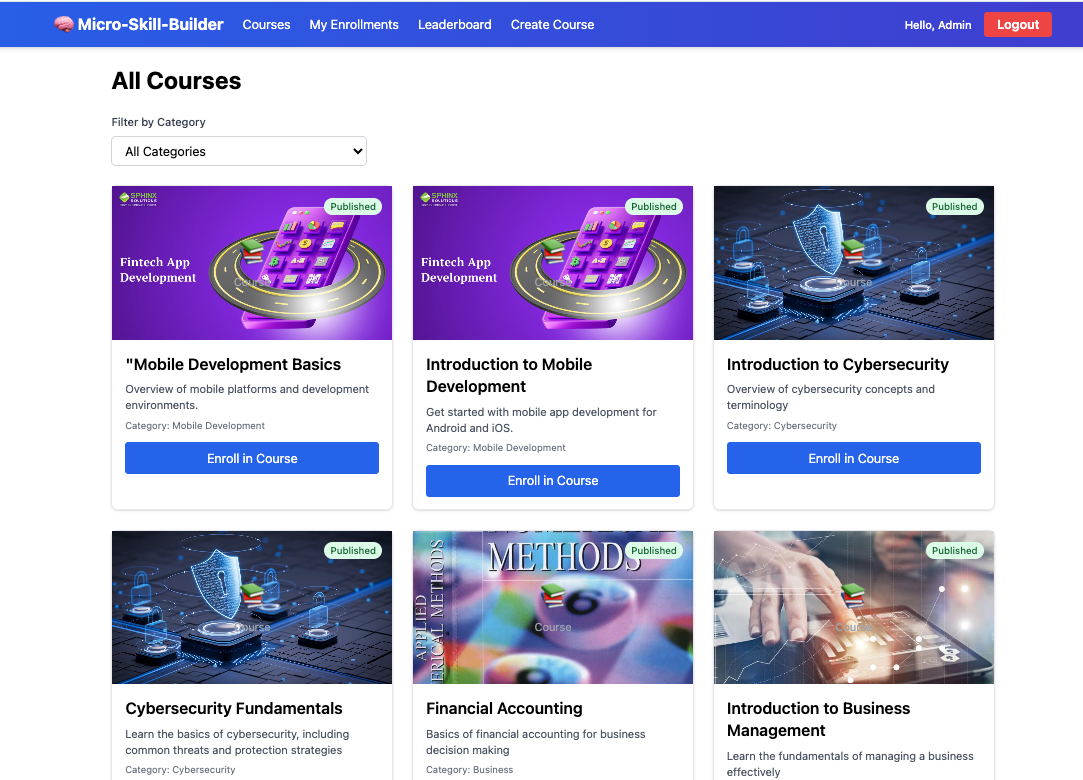 Micro-Skill-Builder Courses My Enrollments Leaderboard Create Course Hello, Admin Logout
All Courses
Filter by Category
All Categories
SPHINX
SOLUTIONS
Published
Fintech App
Development
Course
"Mobile Development Basics
Overview of mobile platforms and development
environments.
Category: Mobile Development
Enroll in Course
SPHINX
SOLUTIONS
Published
Fintech App
Development
Course
Introduction to Mobile
Development
Get started with mobile app development for
Android and iOS.
Category: Mobile Development
Enroll in Course
Published
Course
Introduction to Cybersecurity
Overview of cybersecurity concepts and
terminology
Category: Cybersecurity
Enroll in Course
Published
Course
Cybersecurity Fundamentals
Learn the basics of cybersecurity, including
common threats and protection strategies
Category: Cybersecurity
METHODS
Published
APPLIED
ERICAL METHODS
Course
Financial Accounting
Basics of financial accounting for business
decision making
Category: Business
Published
Course
Introduction to Business
Management
Learn the fundamentals of managing a business
effectively